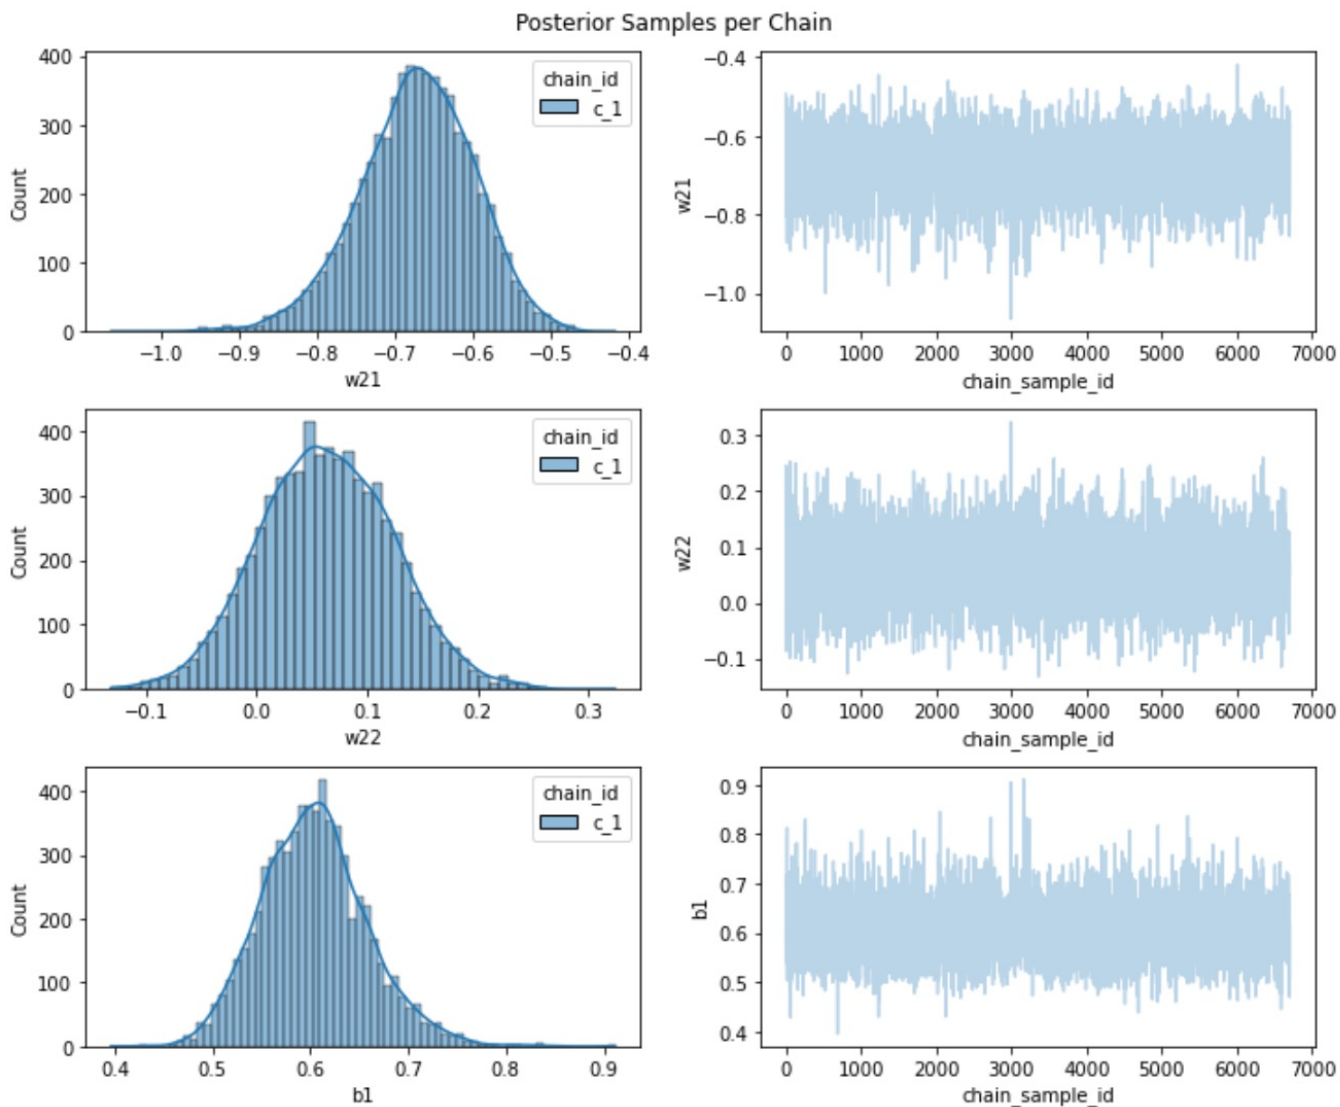 Posterior Samples per Chain
400
300
200
100
0
Count
−1.0 −0.9 −0.8 −0.7 −0.6 −0.5 −0.4
w21
chain_id
c_1
−0.4
−0.6
−0.8
−1.0
w21
0 1000 2000 3000 4000 5000 6000 7000
chain_sample_id
400
300
200
100
0
Count
−0.1 0.0 0.1 0.2 0.3
w22
chain_id
c_1
0.3
0.2
0.1
0.0
−0.1
w22
0 1000 2000 3000 4000 5000 6000 7000
chain_sample_id
400
300
200
100
0
Count
0.4 0.5 0.6 0.7 0.8 0.9
b1
chain_id
c_1
0.9
0.8
0.7
0.6
0.5
0.4
b1
0 1000 2000 3000 4000 5000 6000 7000
chain_sample_id